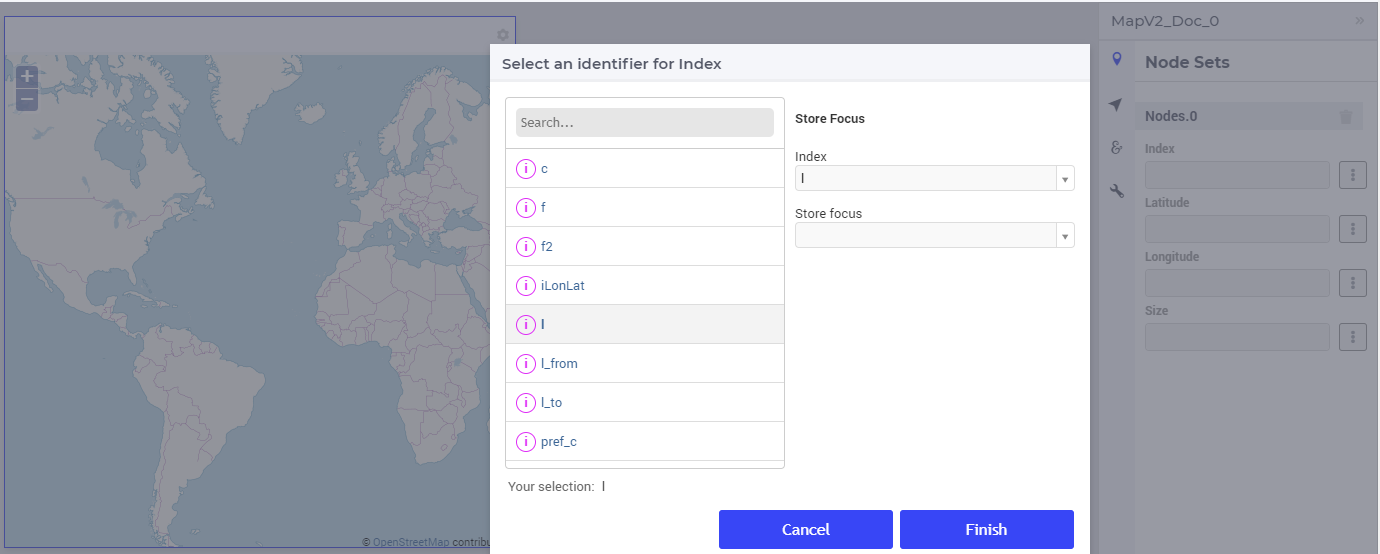 MapV2_Doc_0
»
Select an identifier for Index
Node Sets
+
−
Search...
Store Focus
Nodes.0
Index
Index
c
l
f
Store focus
Latitude
f2
iLonLat
Longitude
l
Size
l_from
l_to
pref_c
Your selection: l
Cancel
Finish
© OpenStreetMap contribu